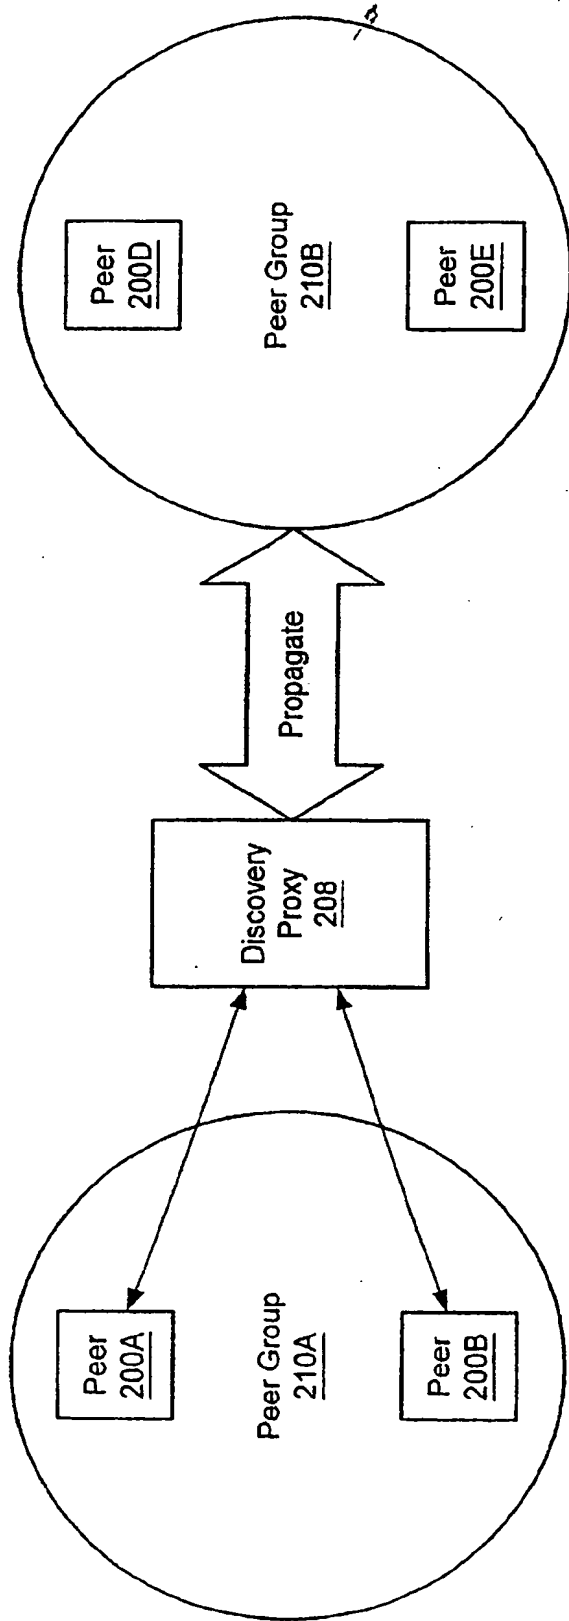 Peer
200A
Peer Group
210A
Peer
200B
Discovery
Proxy
208
Propagate
Peer
200D
Peer Group
210B
Peer
200E